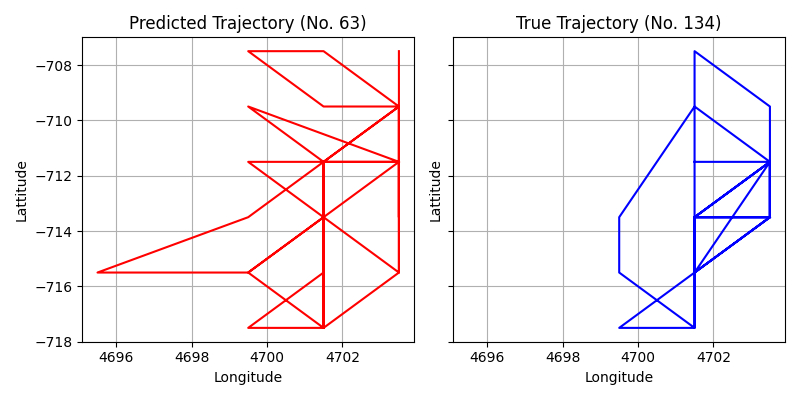 Predicted Trajectory (No. 63)
True Trajectory (No. 134)
Lattitude
−708
−710
−712
−714
−716
−718
4696
4698
4700
4702
Longitude
Lattitude
4696
4698
4700
4702
Longitude